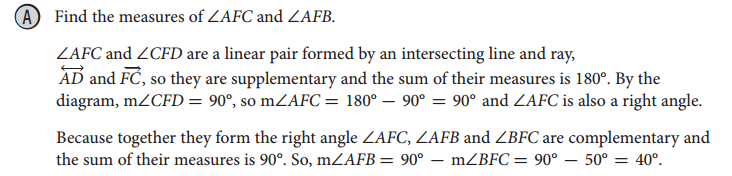 A Find the measures of ∠AFC and ∠AFB.
∠AFC and ∠CFD are a linear pair formed by an intersecting line and ray,
AD and FC, so they are supplementary and the sum of their measures is 180°. By the
diagram, m∠CFD = 90°, so m∠AFC = 180° − 90° = 90° and ∠AFC is also a right angle.
Because together they form the right angle ∠AFC, ∠AFB and ∠BFC are complementary and
the sum of their measures is 90°. So, m∠AFB = 90° − m∠BFC = 90° − 50° = 40°.